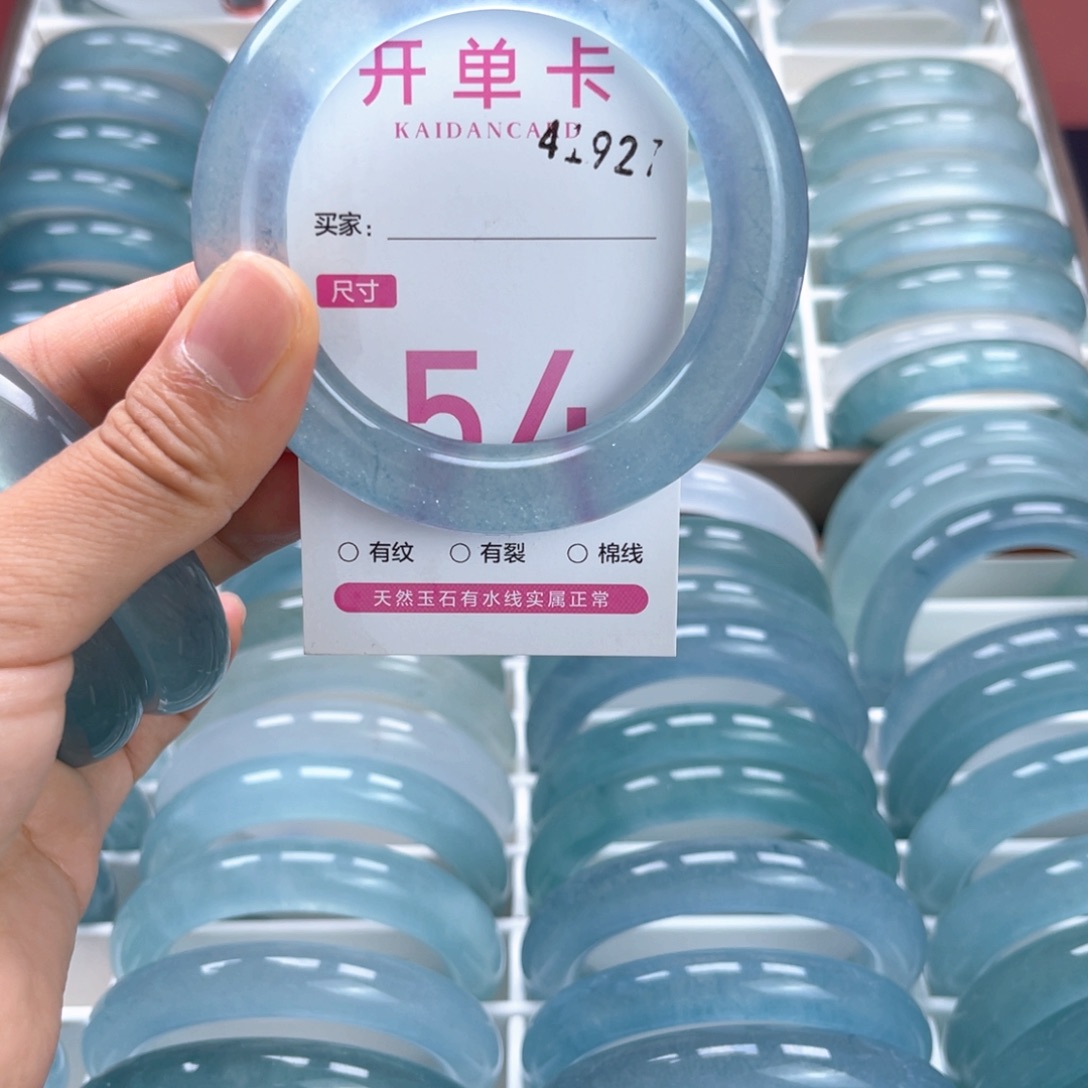 开单卡
KAIDANCARD
41927
买家：
尺寸
54
○ 有纹 ○ 有裂 ○ 棉线
天然玉石有水线实属正常